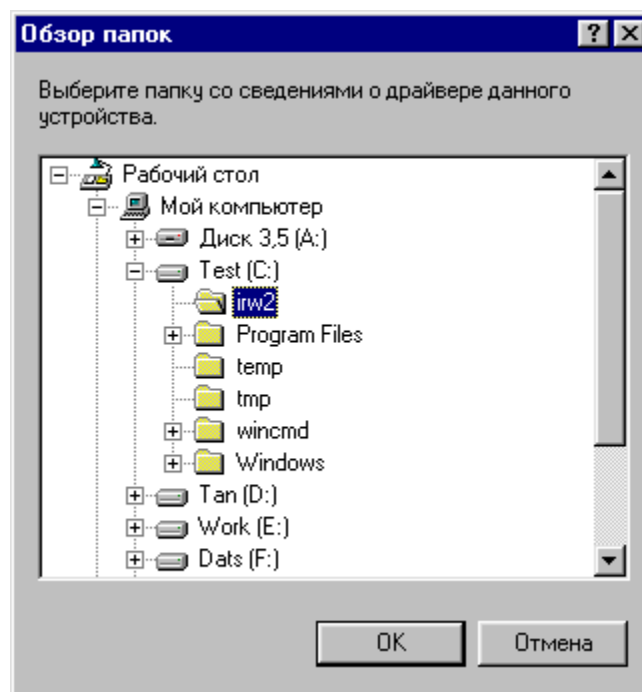 Обзор папок
Выберите папку со сведениями о драйвере данного
устройства.
Рабочий стол
Мой компьютер
Диск 3,5 (A:)
Test (C:)
irw2
Program Files
temp
tmp
wincmd
Windows
Tan (D:)
Work (E:)
Dats (F:)
OK
Отмена